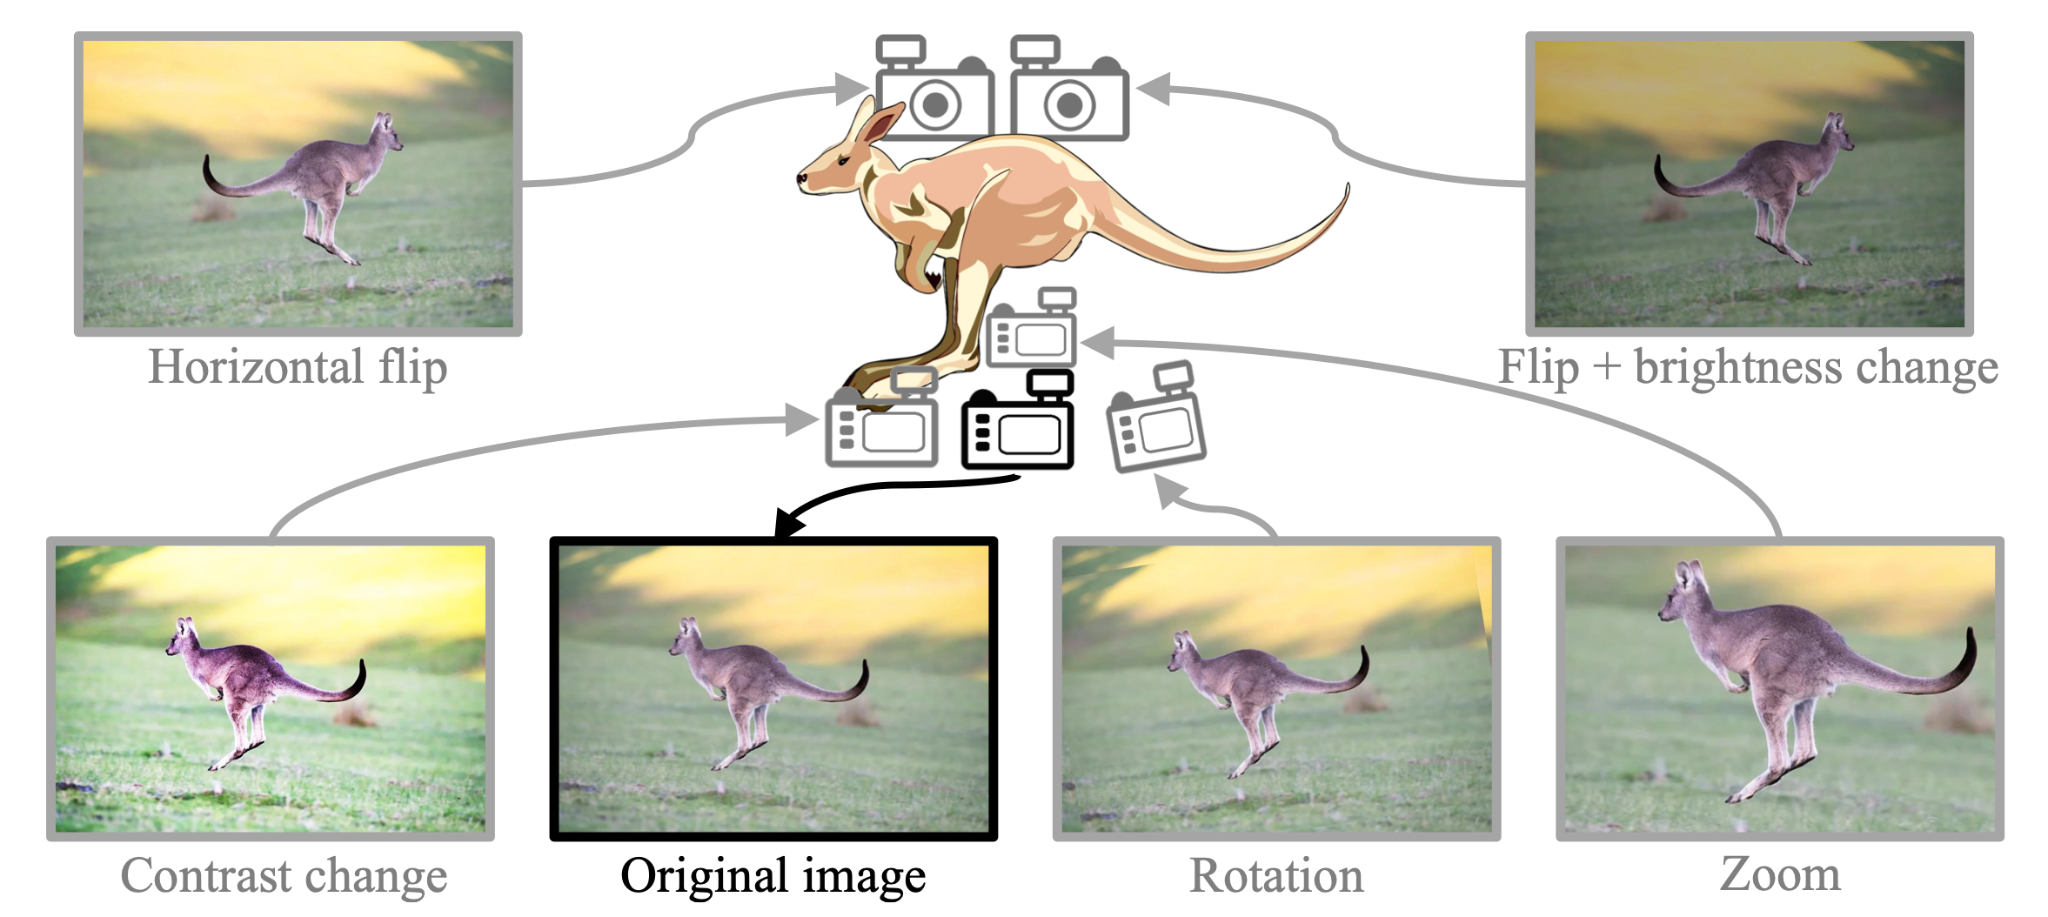 Horizontal flip
Flip + brightness change
Contrast change
Original image
Rotation
Zoom